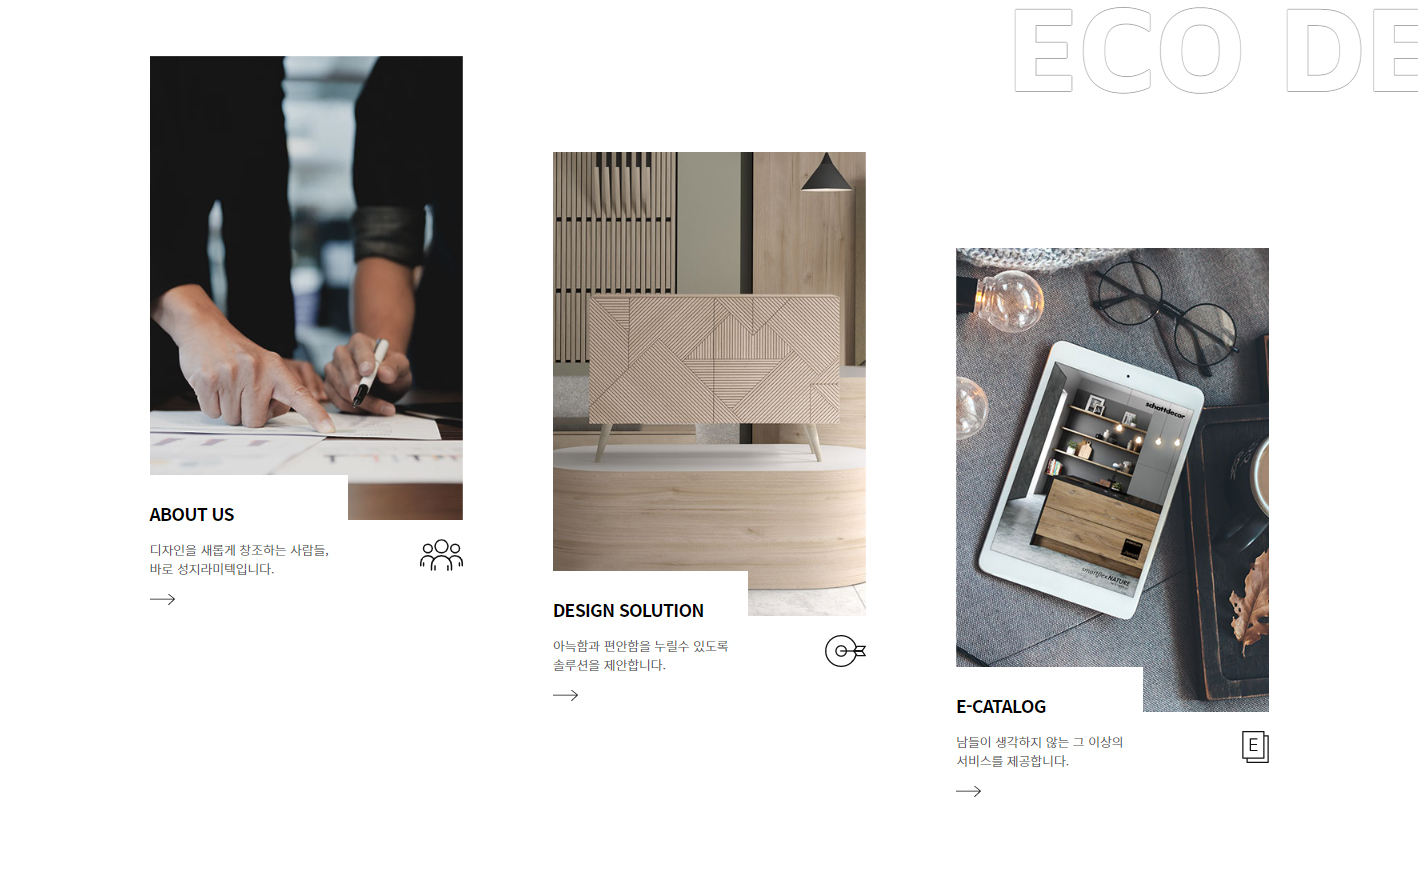 ECO DE
ABOUT US
디자인을 새롭게 창조하는 사람들,
바로 성지라미텍입니다.
DESIGN SOLUTION
아늑함과 편안함을 누릴수 있도록
솔루션을 제안합니다.
schattdecor
smartflex NATURE
E-CATALOG
남들이 생각하지 않는 그 이상의
서비스를 제공합니다.
E